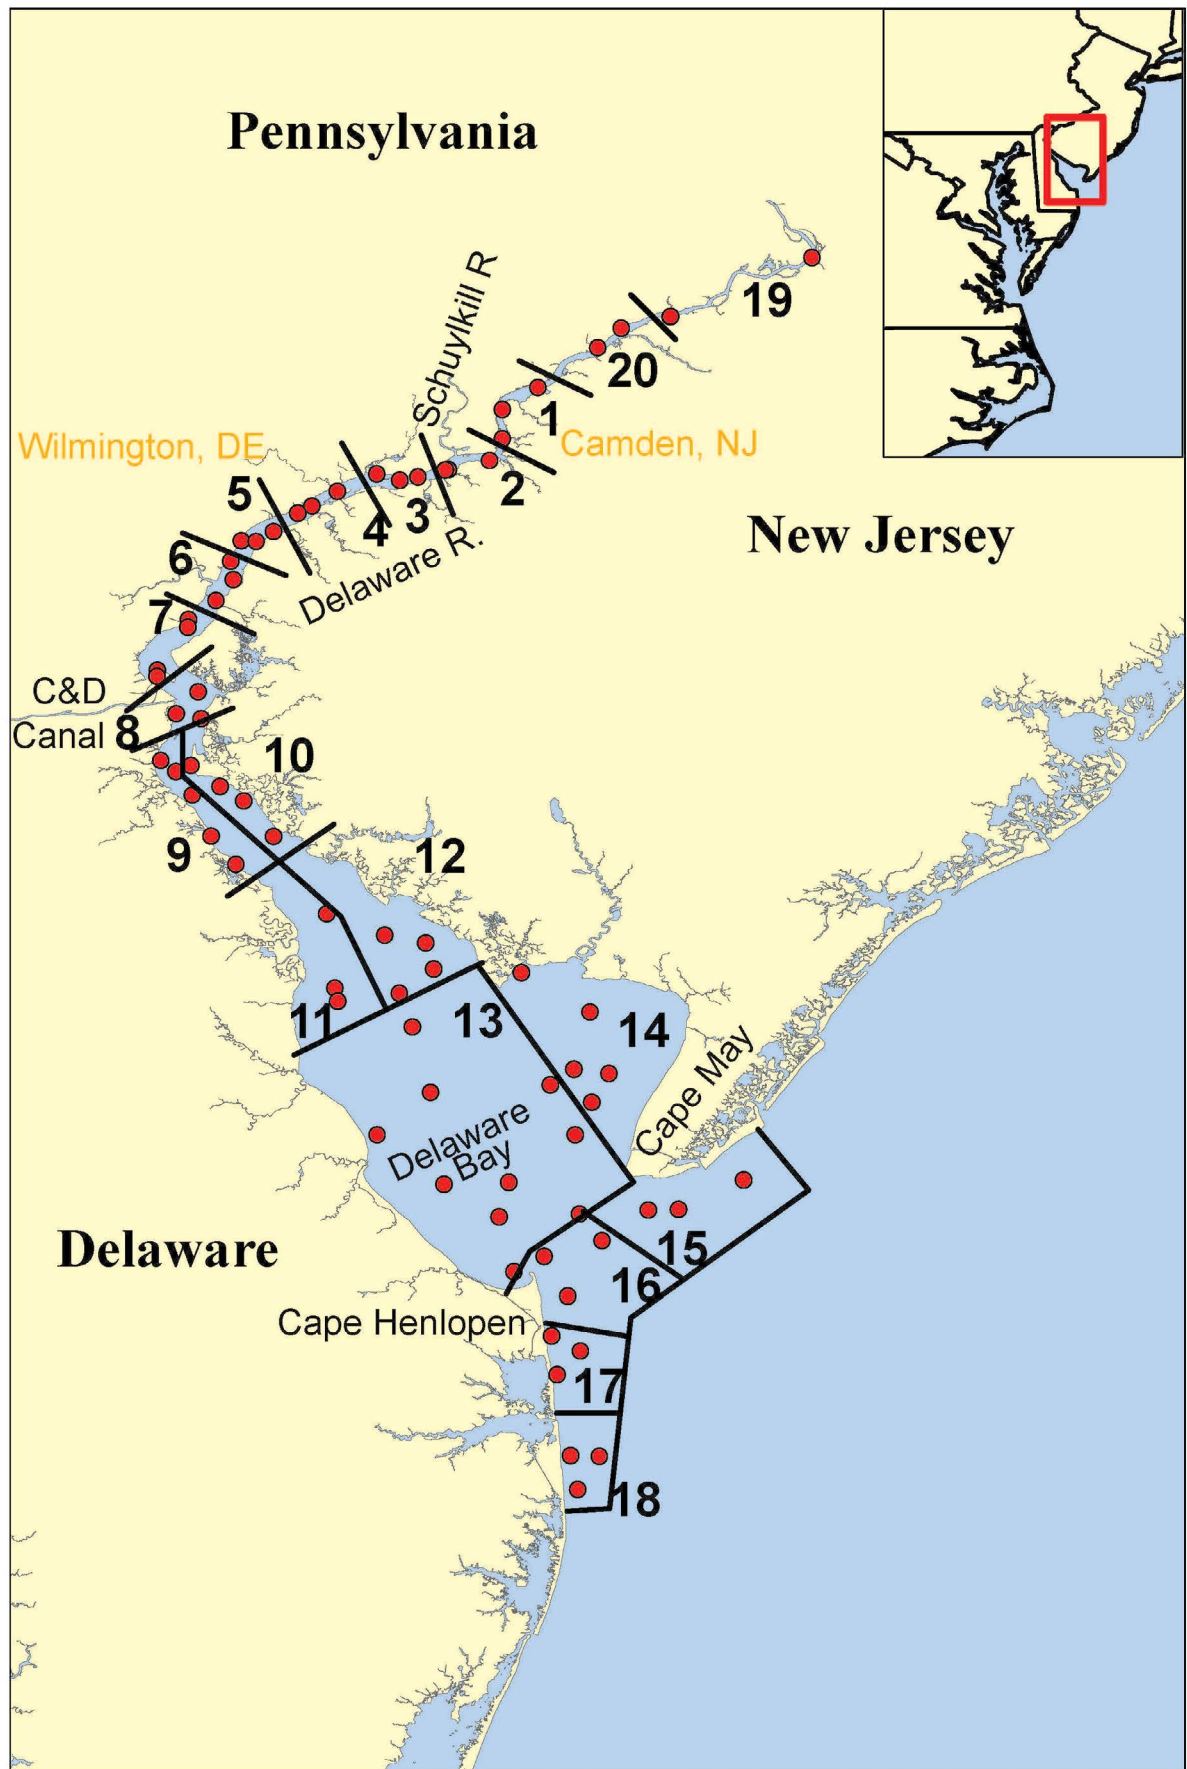 Pennsylvania
19
Schuylkill R
20
1
Wilmington, DE
Camden, NJ
2
5
3
4
New Jersey
6
Delaware R.
7
C&D
Canal
8
10
9
12
11
13
14
Cape May
Delaware
Bay
Delaware
15
16
Cape Henlopen
17
18